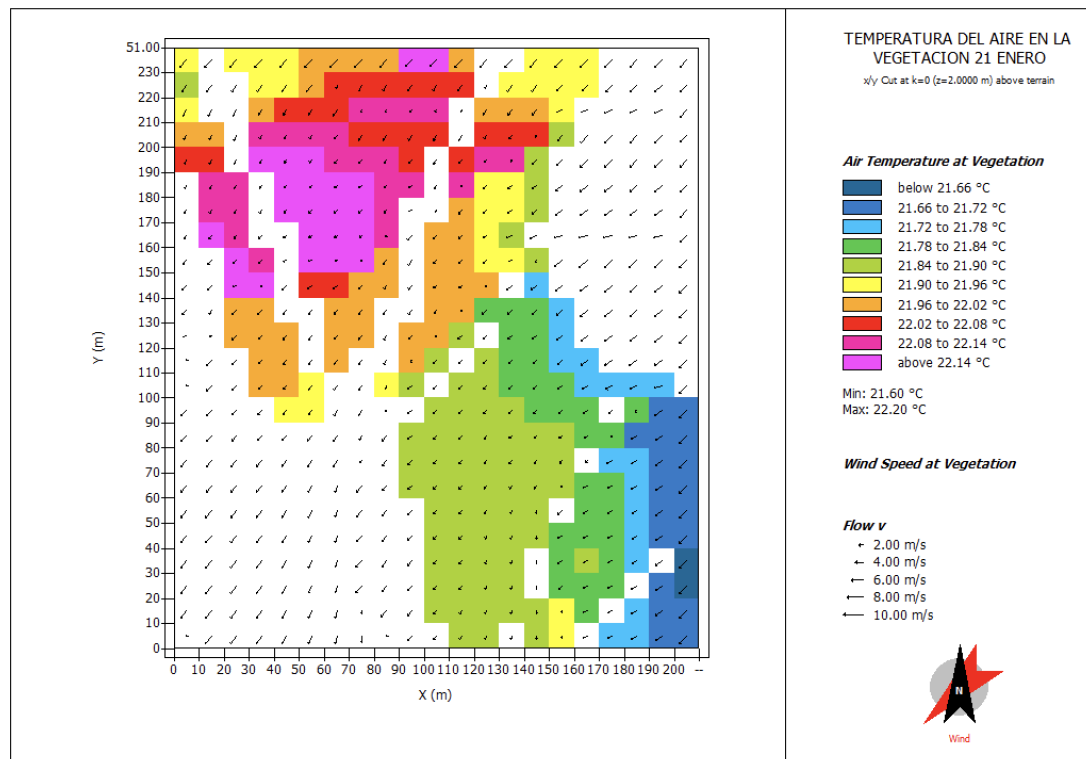 TEMPERATURA DEL AIRE EN LA
VEGETACION 21 ENERO
x/y Cut at k=0 (z=2.0000 m) above terrain
Air Temperature at Vegetation
below 21.66 °C
21.66 to 21.72 °C
21.72 to 21.78 °C
21.78 to 21.84 °C
21.84 to 21.90 °C
21.90 to 21.96 °C
21.96 to 22.02 °C
22.02 to 22.08 °C
22.08 to 22.14 °C
above 22.14 °C
Min: 21.60 °C
Max: 22.20 °C
Wind Speed at Vegetation
Flow v
2.00 m/s
4.00 m/s
6.00 m/s
8.00 m/s
10.00 m/s
N
Wind
51.00
230
220
210
200
190
180
170
160
150
140
130
120
110
100
90
80
70
60
50
40
30
20
10
0
Y (m)
0 10 20 30 40 50 60 70 80 90 100 110 120 130 140 150 160 170 180 190 200 --
X (m)